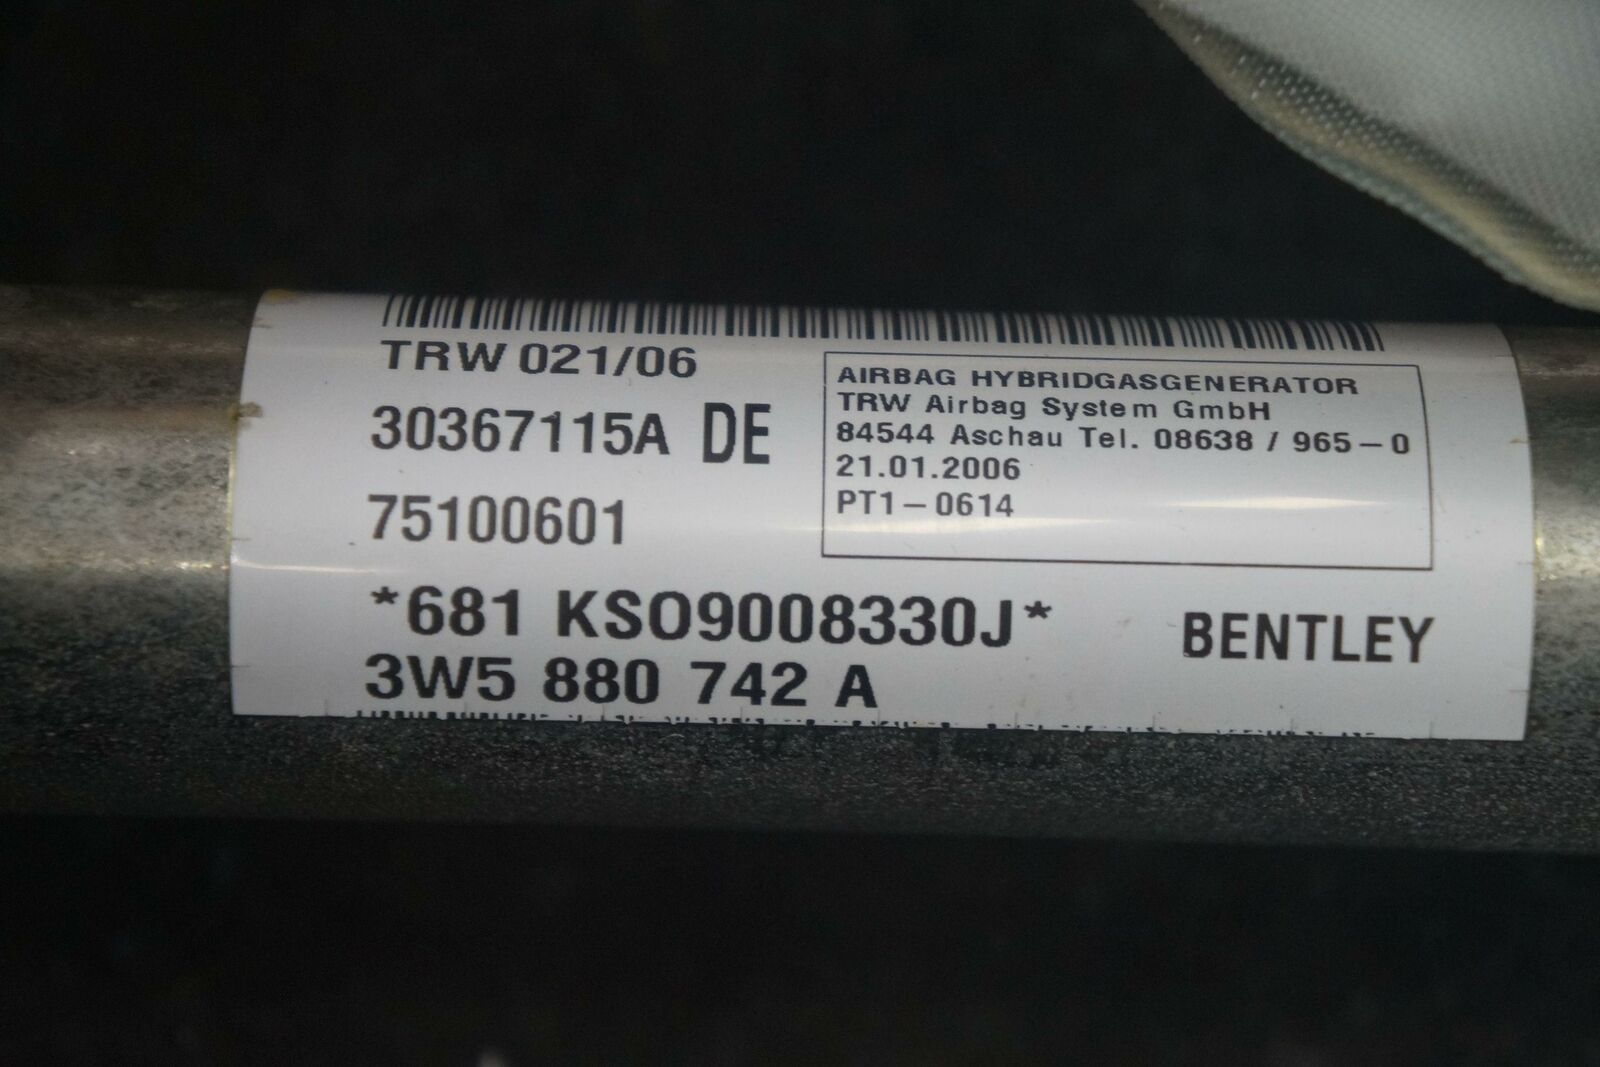 TRW 021/06
30367115A DE
75100601
AIRBAG HYBRIDGASGENERATOR
TRW Airbag System GmbH
84544 Aschau Tel. 08638 / 965-0
21.01.2006
PT1-0614
*681 KSO9008330J*
BENTLEY
3W5 880 742 A